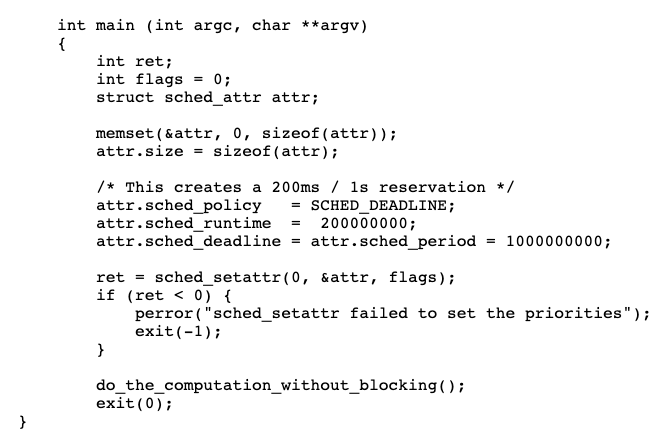 int main (int argc, char **argv)
{
int ret;
int flags = 0;
struct sched_attr attr;
memset(&attr, 0, sizeof(attr));
attr.size = sizeof(attr);
/* This creates a 200ms / 1s reservation */
attr.sched_policy   = SCHED_DEADLINE;
attr.sched_runtime  =  200000000;
attr.sched_deadline = attr.sched_period = 1000000000;
ret = sched_setattr(0, &attr, flags);
if (ret < 0) {
perror("sched_setattr failed to set the priorities");
exit(-1);
}
do_the_computation_without_blocking();
exit(0);
}